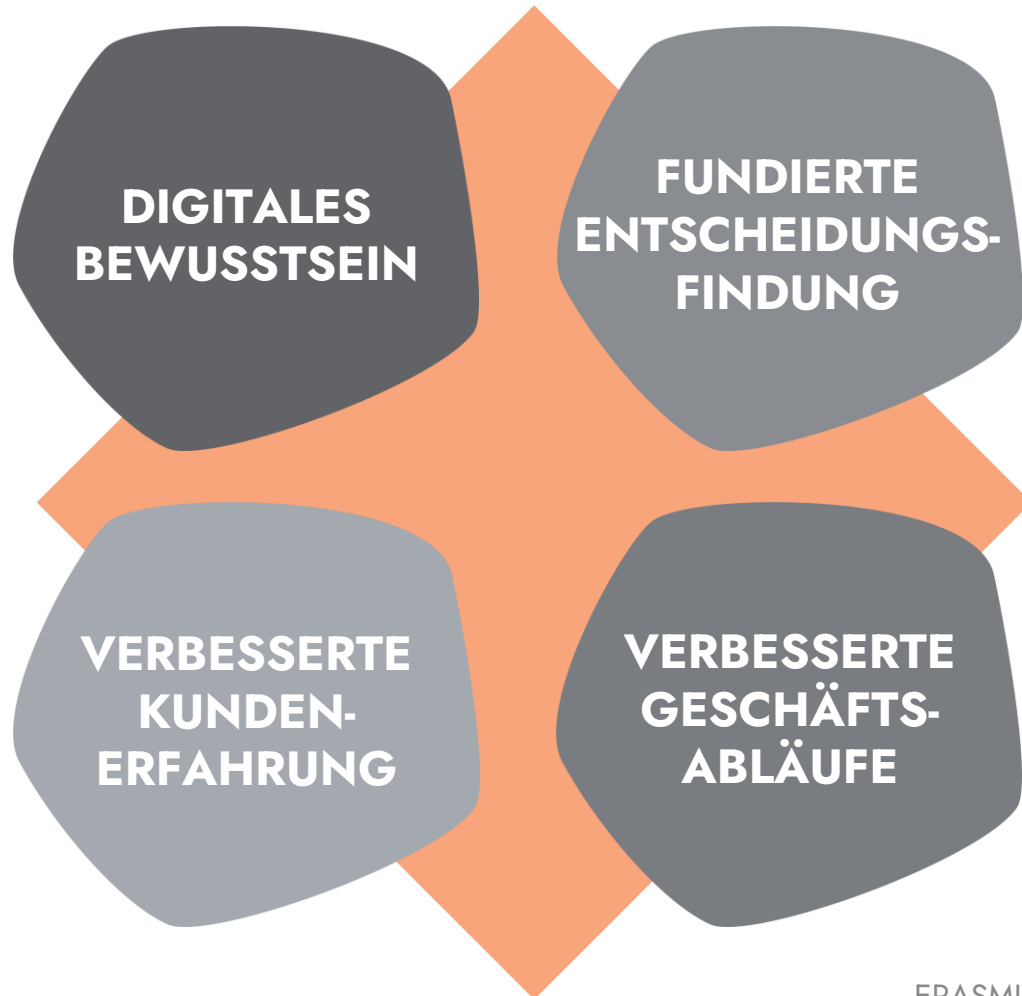 DIGITALES
BEWUSSTSEIN
FUNDIERTE
ENTSCHEIDUNGS-
FINDUNG
VERBESSERTE
KUNDEN-
ERFAHRUNG
VERBESSERTE
GESCHÄFTS-
ABLÄUFE